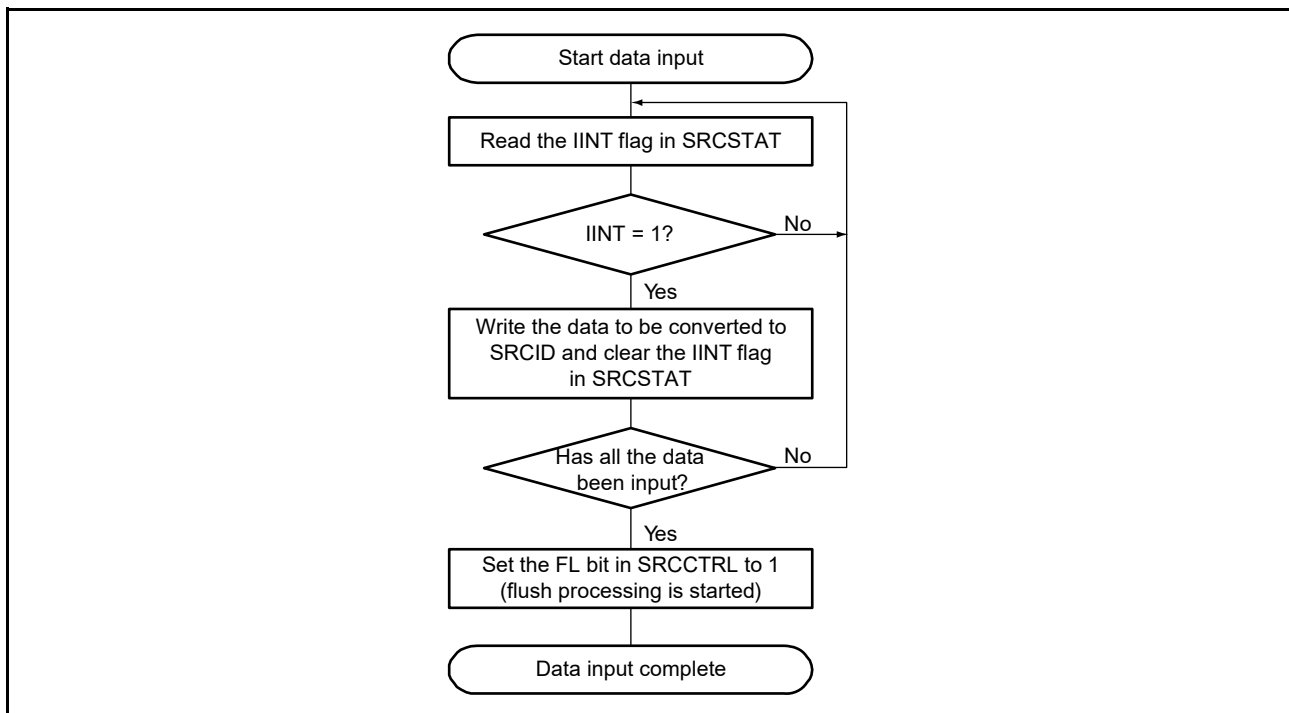 Start data input
Read the IINT flag in SRCSTAT
IINT = 1?
No
Yes
Write the data to be converted to
SRCID and clear the IINT flag
in SRCSTAT
Has all the data
been input?
No
Yes
Set the FL bit in SRCCTRL to 1
(flush processing is started)
Data input complete